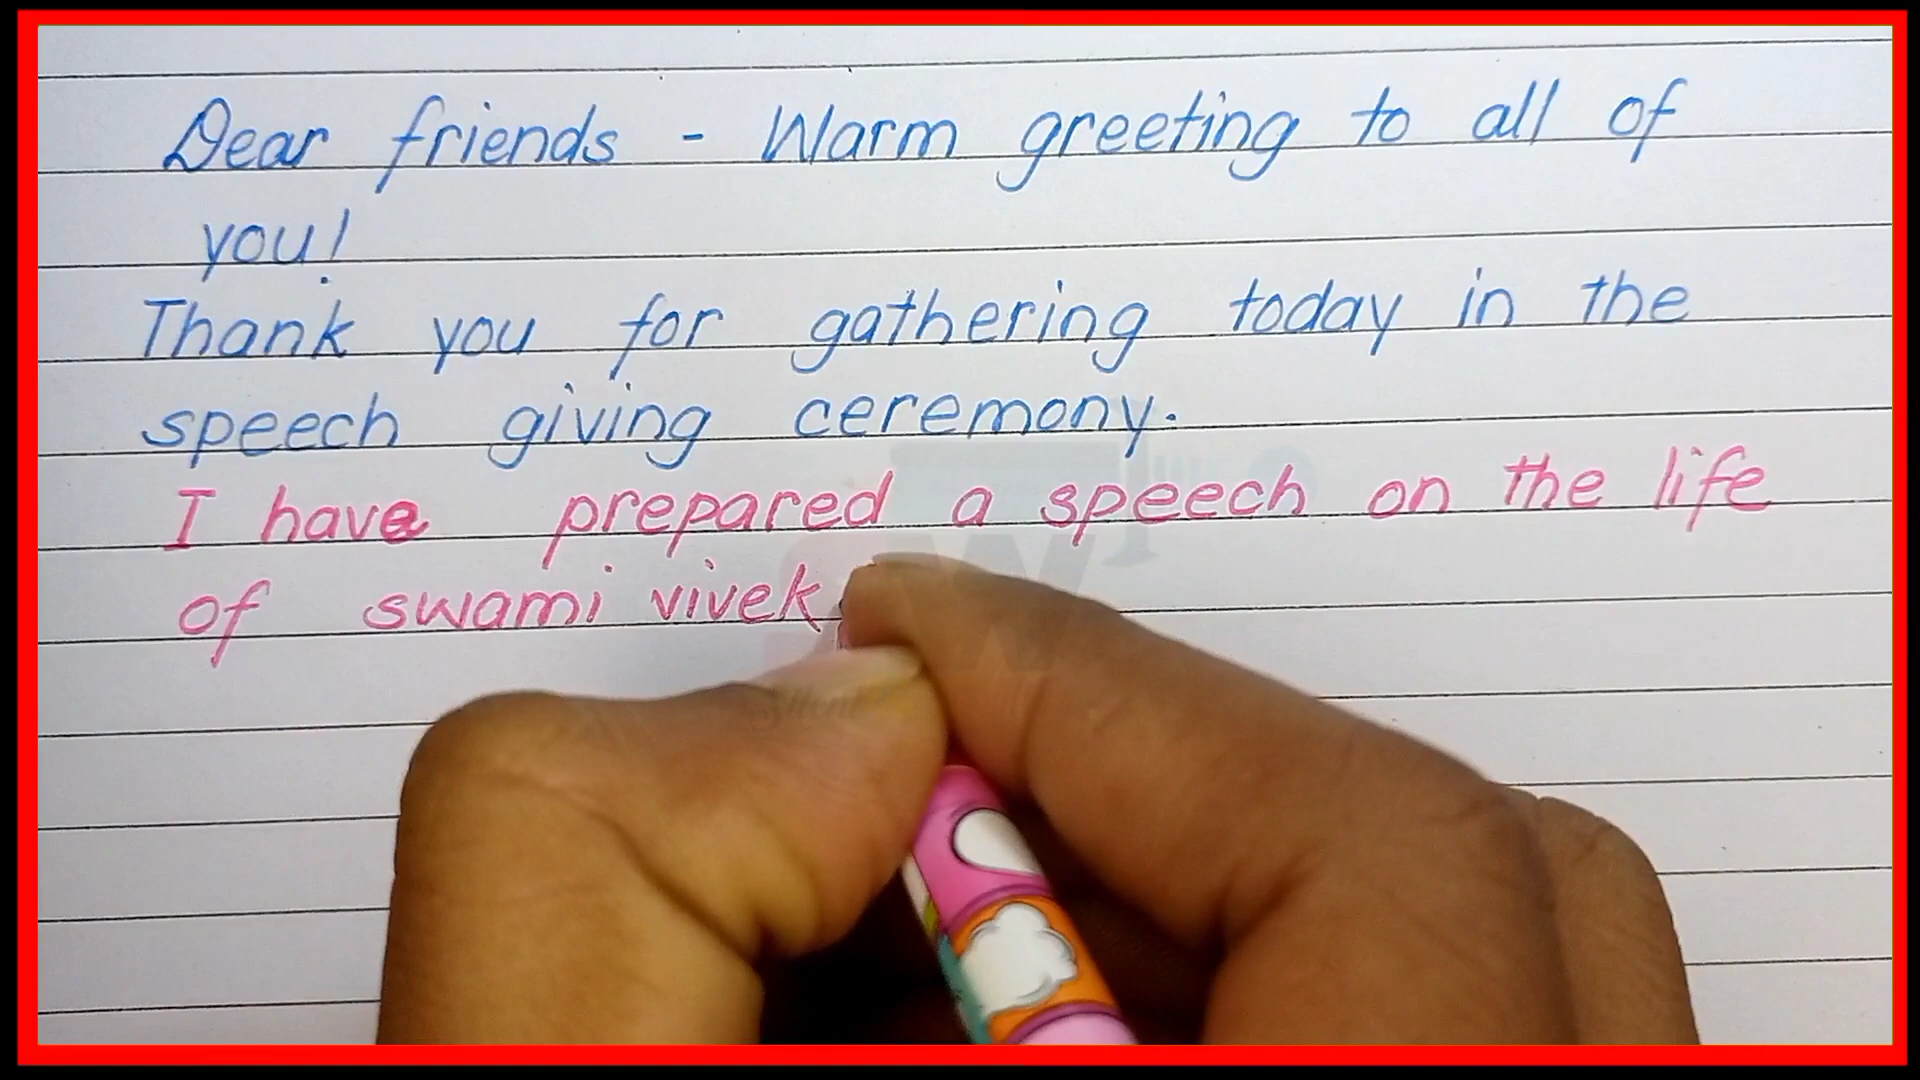 Dear friends - Warm greeting to all of
you!
Thank you for gathering today in the
speech giving ceremony.
I have prepared a speech on the life
of swami vivek